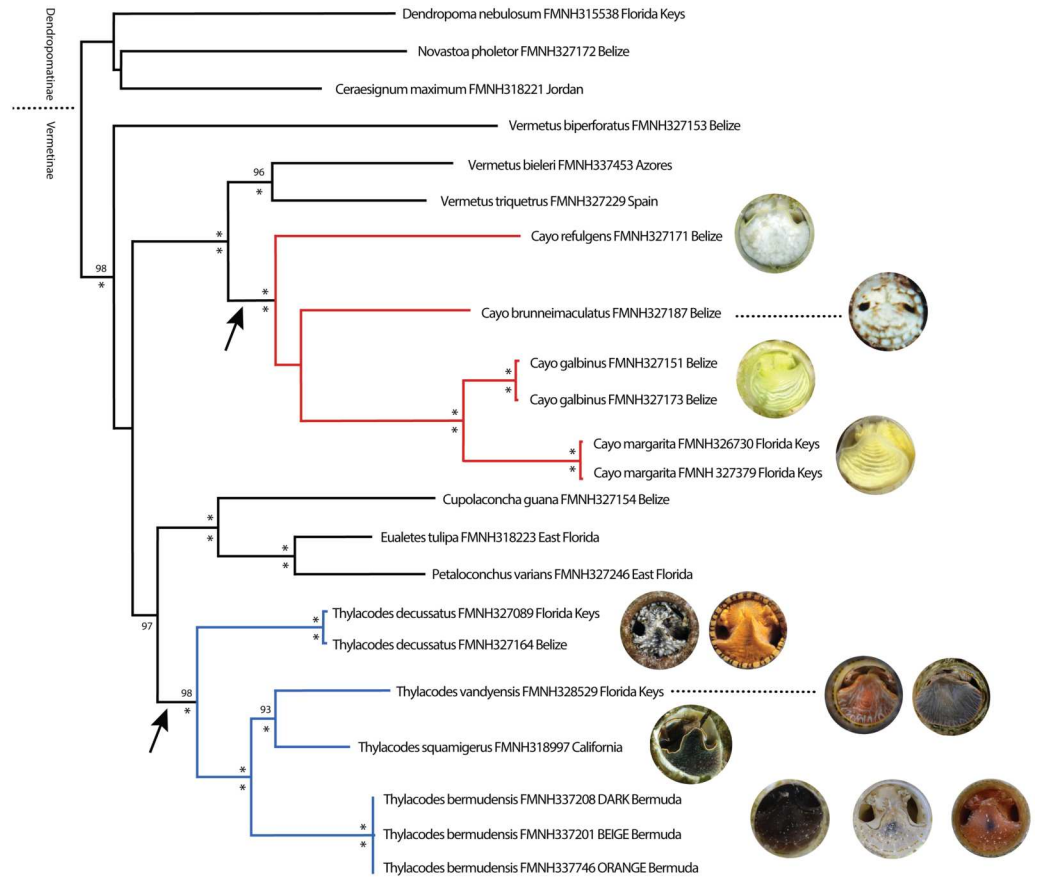 Dendropomatinae
Vermetinae
Dendropoma nebulosum FMNH315538 Florida Keys
Novastoa pholetor FMNH327172 Belize
Ceraesignum maximum FMNH318221 Jordan
Vermetus biperforatus FMNH327153 Belize
Vermetus bieleri FMNH337453 Azores
96
*
Vermetus triquetrus FMNH327229 Spain
Cayo refulgens FMNH327171 Belize
*
*
98
*
*
*
Cayo brunneimaculatus FMNH327187 Belize
Cayo galbinus FMNH327151 Belize
*
*
Cayo galbinus FMNH327173 Belize
*
*
Cayo margarita FMNH326730 Florida Keys
*
*
Cayo margarita FMNH 327379 Florida Keys
Cupolaconcha guana FMNH327154 Belize
*
*
Eualetes tulipa FMNH318223 East Florida
*
*
Petaloconchus varians FMNH327246 East Florida
Thylacodes decussatus FMNH327089 Florida Keys
*
*
97
Thylacodes decussatus FMNH327164 Belize
Thylacodes vandyensis FMNH328529 Florida Keys
98
*
93
*
Thylacodes squamigerus FMNH318997 California
*
*
Thylacodes bermudensis FMNH337208 DARK Bermuda
*
*
Thylacodes bermudensis FMNH337201 BEIGE Bermuda
Thylacodes bermudensis FMNH337746 ORANGE Bermuda